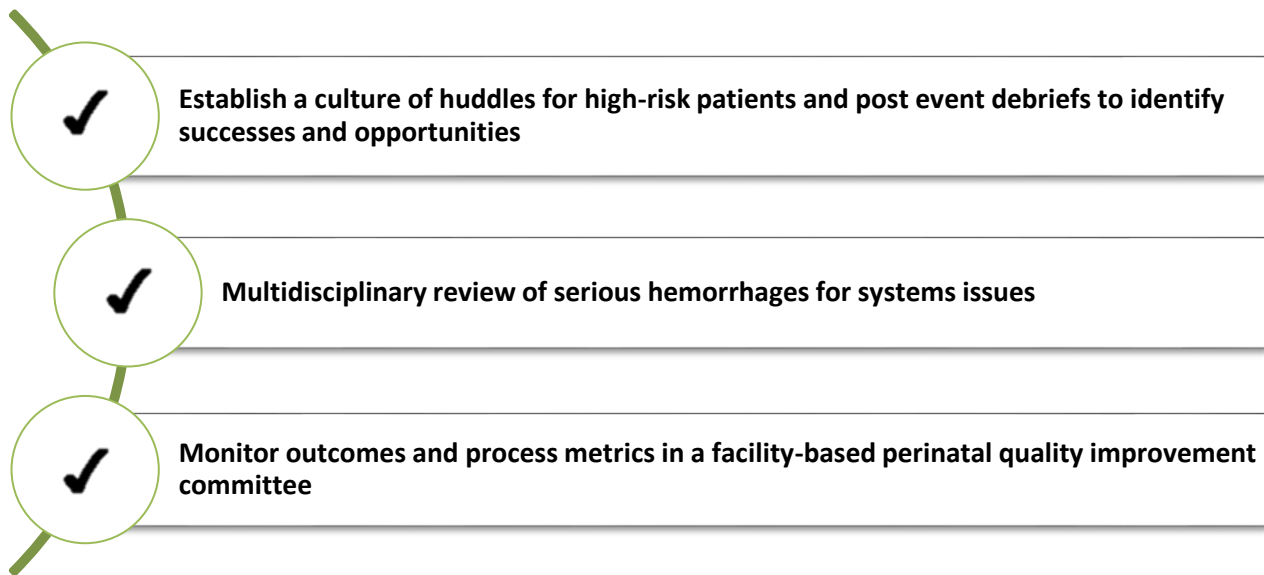 Establish a culture of huddles for high-risk patients and post event debriefs to identify
successes and opportunities
Multidisciplinary review of serious hemorrhages for systems issues
Monitor outcomes and process metrics in a facility-based perinatal quality improvement
committee